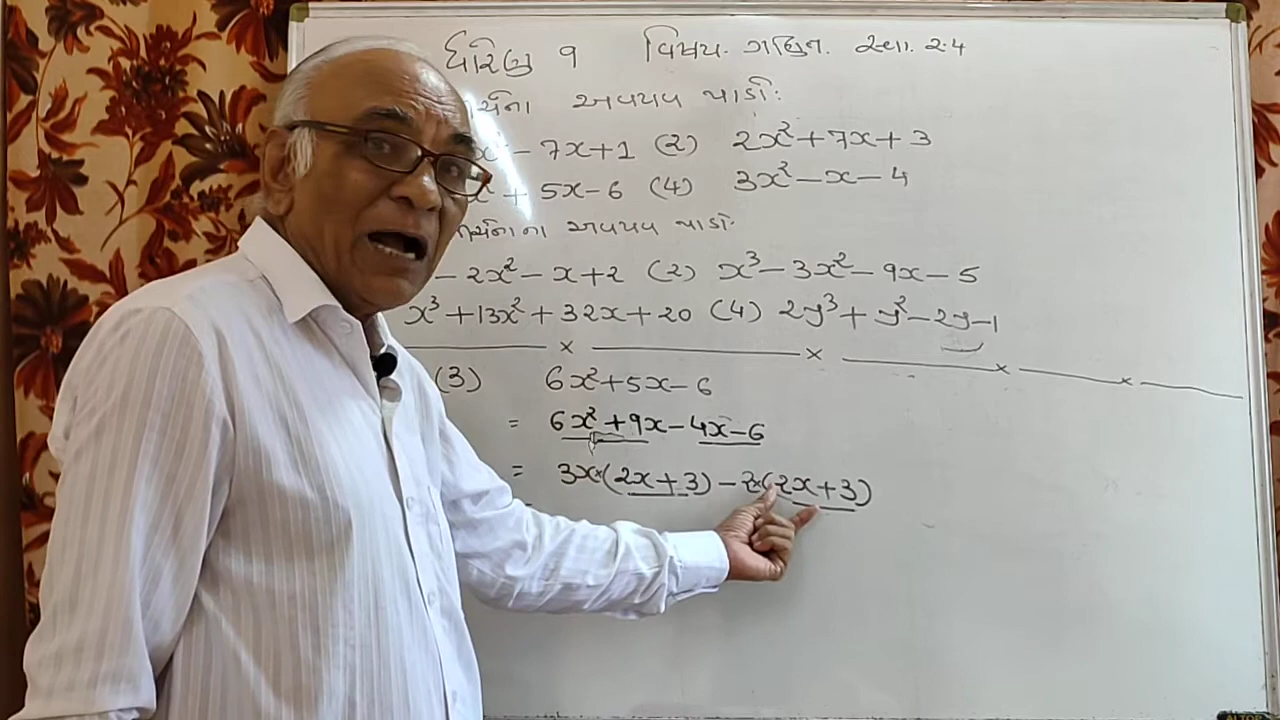 ધોરણ ૧ વિષય. ગણિત. સ્વા. ૨.4
અવયવ પાડો:
- 7x+1 (2) 2x²+7x+3
+ 5x-6 (4) 3x²-x-4
ના અવયવ પાડો:
- 2x²-x+2 (2) x³-3x²-9x-5
x³+13x²+32x+20 (4) 2y³+y²-2y-1
(3) 6x²+5x-6
= 6x²+9x-4x-6
= 3x×(2x+3)-2×(2x+3)